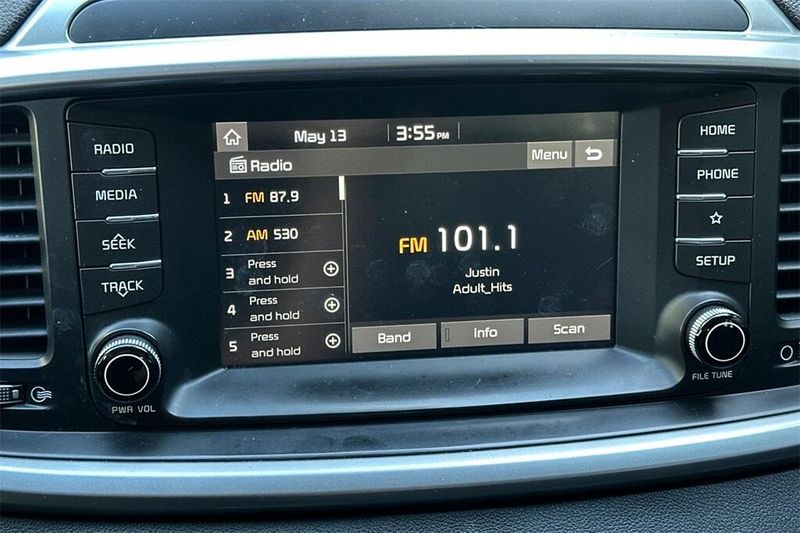 May 13 3:55 PM
Radio Menu
1 FM 87.9
2 AM 530
3 Press
and hold
4 Press
and hold
5 Press
and hold
FM 101.1
Justin
Adult_Hits
Band Info Scan
RADIO
MEDIA
SEEK
TRACK
PWR VOL
HOME
PHONE
SETUP
FILE TUNE